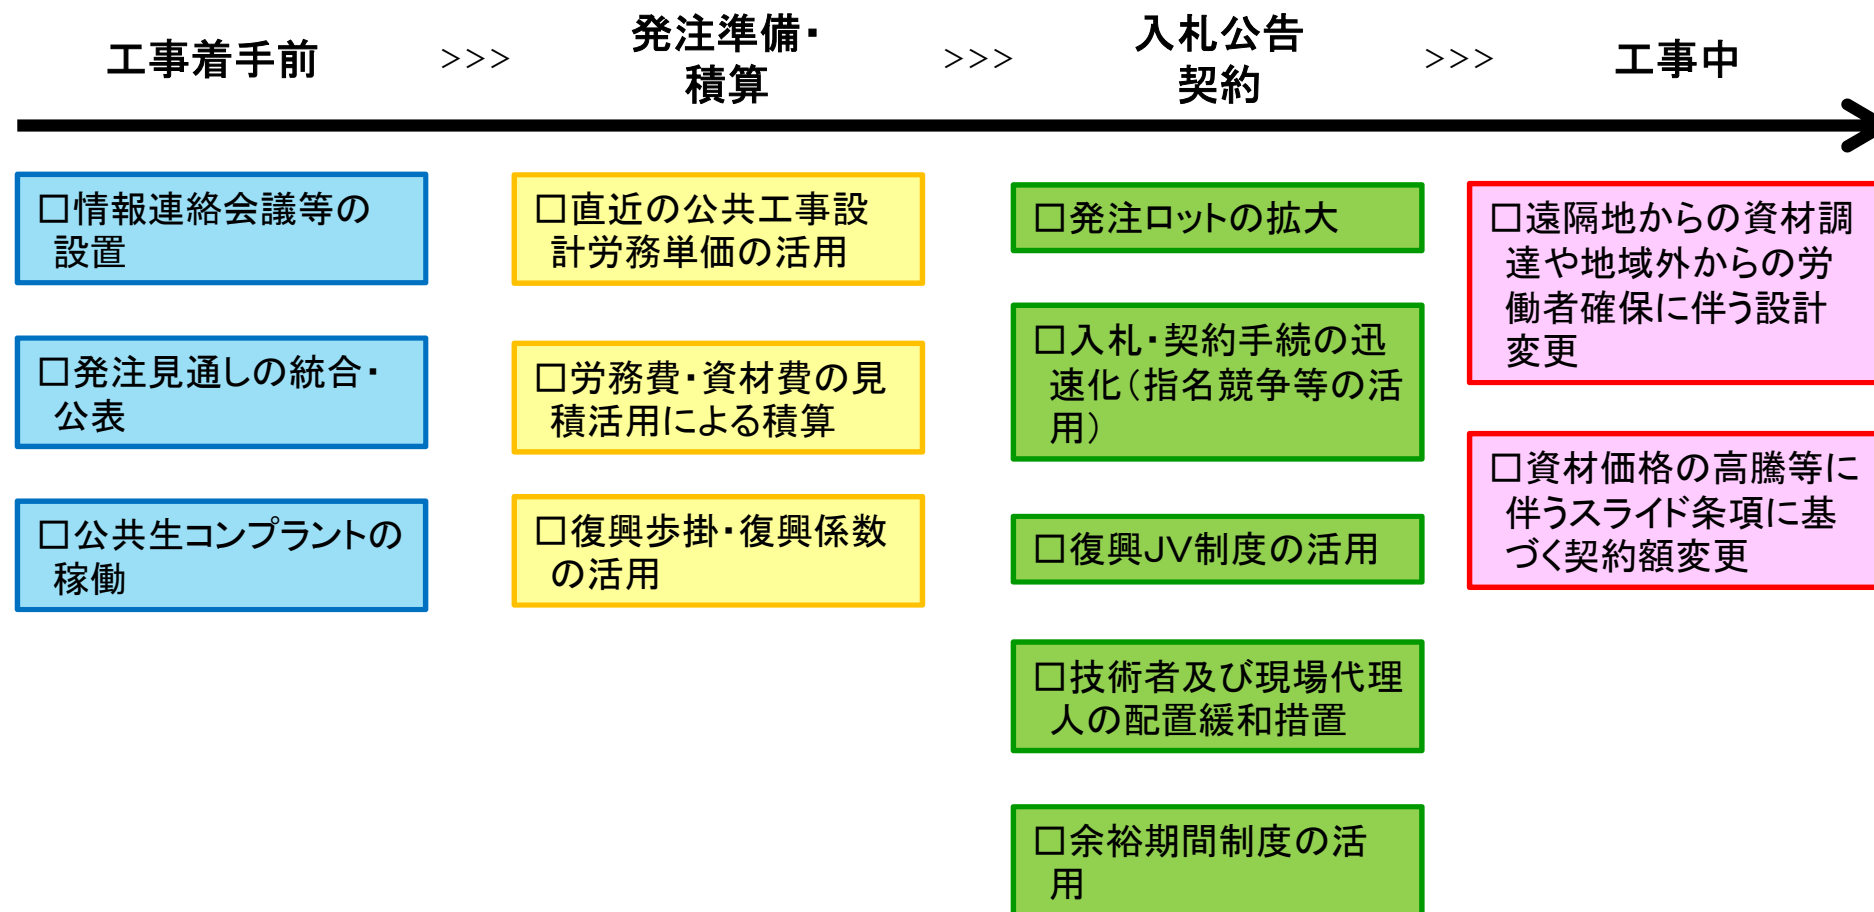 工事着手前
>>>
発注準備・
積算
>>>
入札公告
契約
>>>
工事中
□情報連絡会議等の
設置
□発注見通しの統合・
公表
□公共生コンプラントの
稼働
□直近の公共工事設
計労務単価の活用
□労務費・資材費の見
積活用による積算
□復興歩掛・復興係数
の活用
□発注ロットの拡大
□入札・契約手続の迅
速化（指名競争等の活
用）
□復興JV制度の活用
□技術者及び現場代理
人の配置緩和措置
□余裕期間制度の活
用
□遠隔地からの資材調
達や地域外からの労
働者確保に伴う設計
変更
□資材価格の高騰等に
伴うスライド条項に基
づく契約額変更